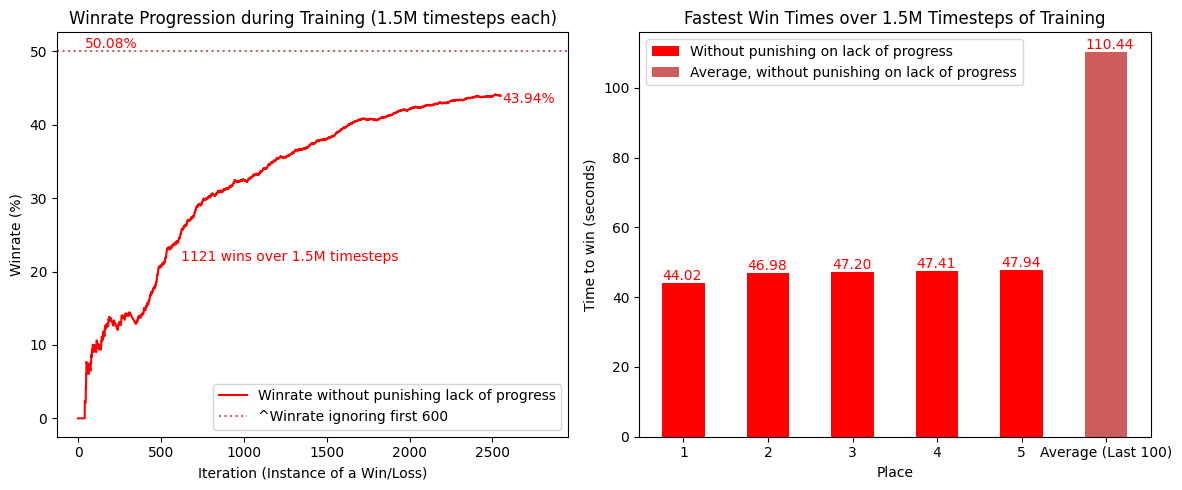 Winrate Progression during Training (1.5M timesteps each)
50.08%
43.94%
1121 wins over 1.5M timesteps
Winrate (%)
50
40
30
20
10
0
Winrate without punishing lack of progress
^Winrate ignoring first 600
0 500 1000 1500 2000 2500
Iteration (Instance of a Win/Loss)
Fastest Win Times over 1.5M Timesteps of Training
Without punishing on lack of progress
Average, without punishing on lack of progress
110.44
44.02 46.98 47.20 47.41 47.94
Time to win (seconds)
100
80
60
40
20
0
1 2 3 4 5 Average (Last 100)
Place